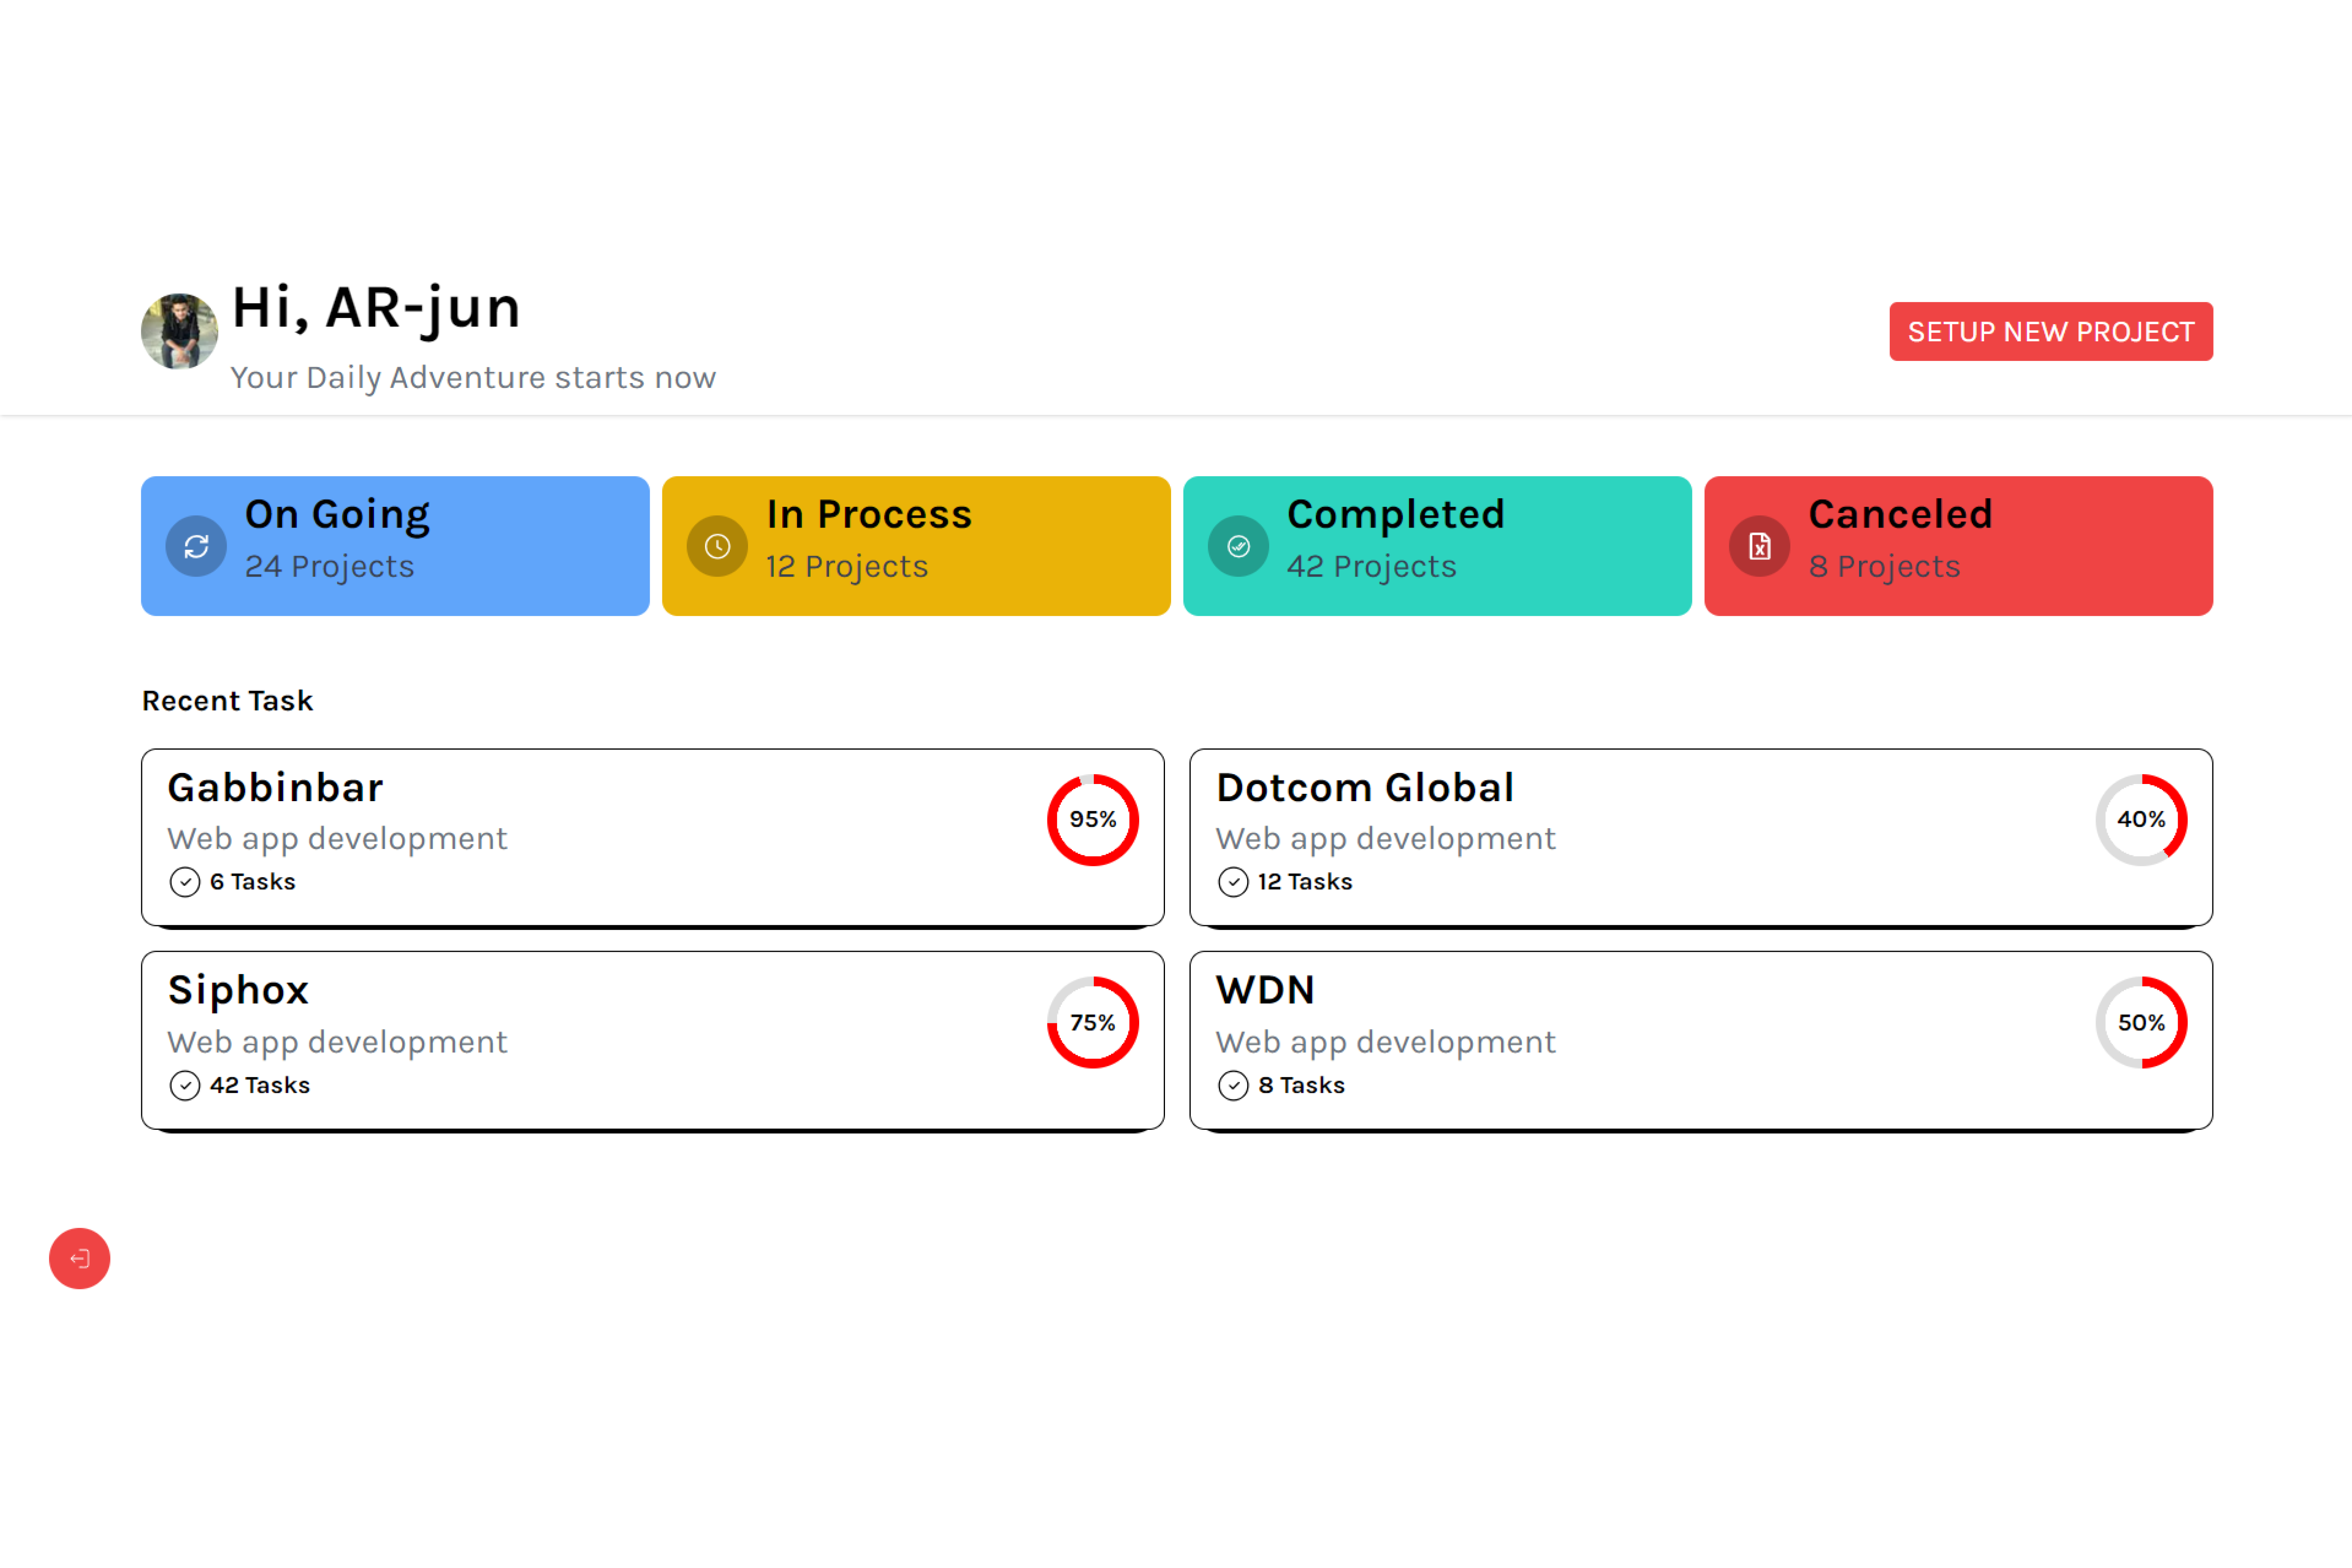 Hi, AR-jun
Your Daily Adventure starts now
SETUP NEW PROJECT
On Going
24 Projects
In Process
12 Projects
Completed
42 Projects
Canceled
8 Projects
Recent Task
Gabbinbar
Web app development
6 Tasks
95%
Dotcom Global
Web app development
12 Tasks
40%
Siphox
Web app development
42 Tasks
75%
WDN
Web app development
8 Tasks
50%